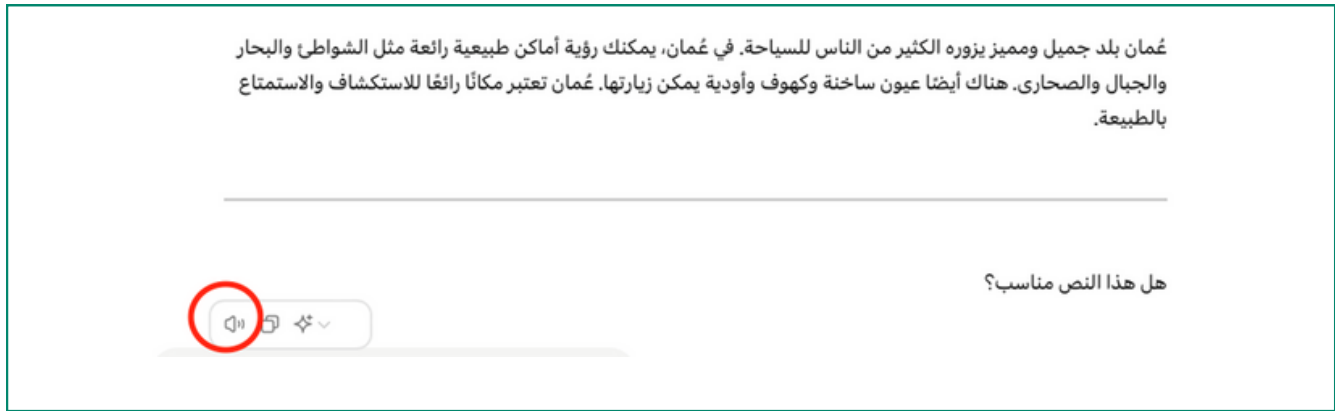 عُمان بلد جميل ومميز يزوره الكثير من الناس للسياحة. في عُمان، يمكنك رؤية أماكن طبيعية رائعة مثل الشواطئ والبحار
والجبال والصحارى. هناك أيضًا عيون ساخنة وكهوف وأودية يمكن زيارتها. عُمان تعتبر مكانًا رائعًا للاستكشاف والاستمتاع
بالطبيعة.
هل هذا النص مناسب؟